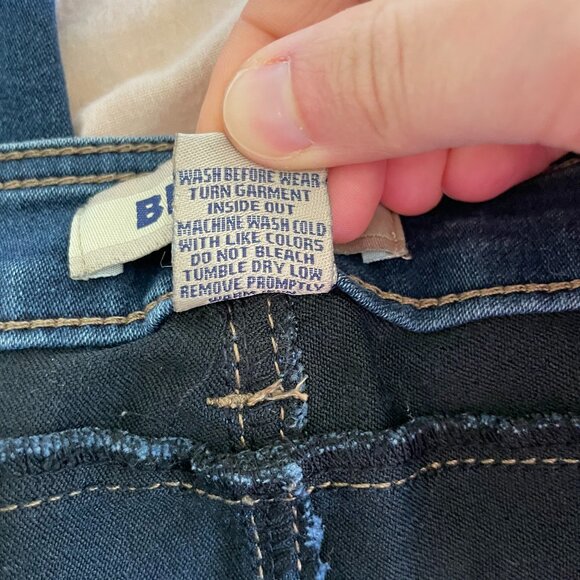 WASH BEFORE WEAR
TURN GARMENT
INSIDE OUT
MACHINE WASH COLD
WITH LIKE COLORS
DO NOT BLEACH
TUMBLE DRY LOW
REMOVE PROMPTLY